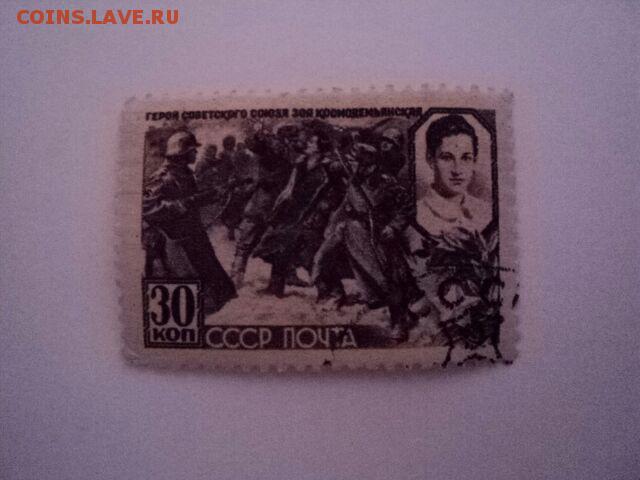 COINS.LAVE.RU
ГЕРОЙ СОВЕТСКОГО СОЮЗА ЗОЯ КОСМОДЕМЬЯНСКАЯ
30
КОП
СССР ПОЧТА